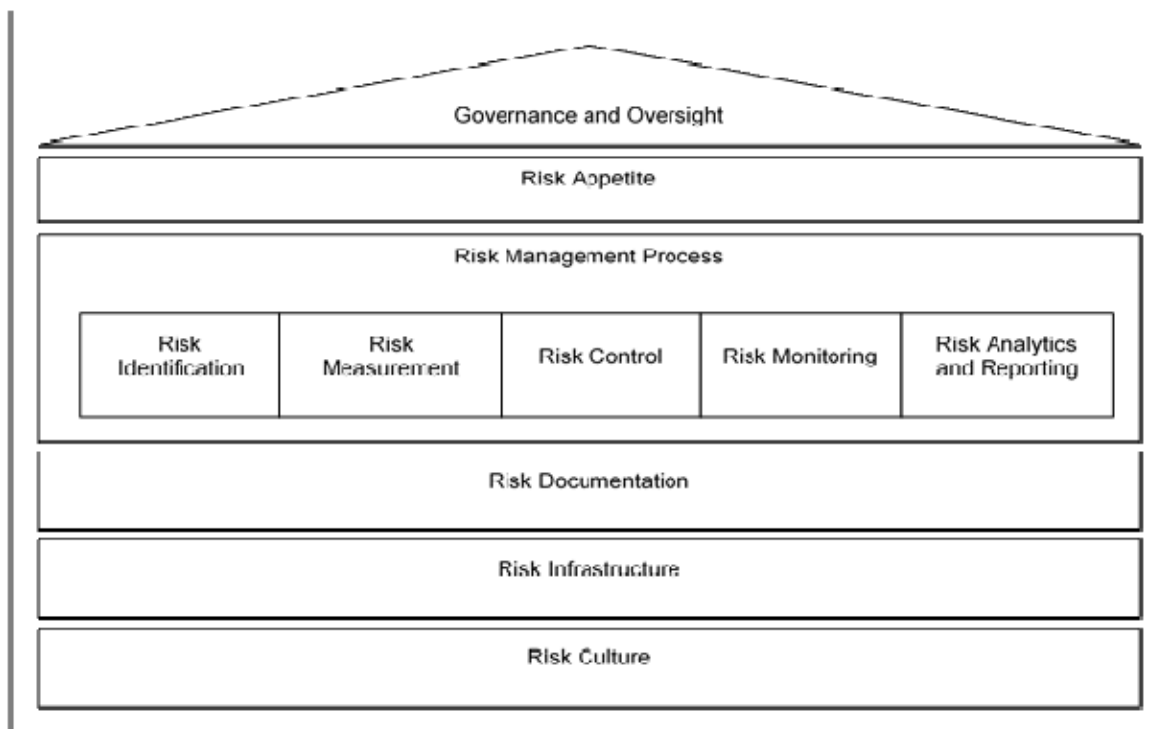 Governance and Oversight
Risk Appetite
Risk Management Process
Risk
Identification
Risk
Measurement
Risk Control
Risk Monitoring
Risk Analytics
and Reporting
Risk Documentation
Risk Infrastructure
Risk Culture